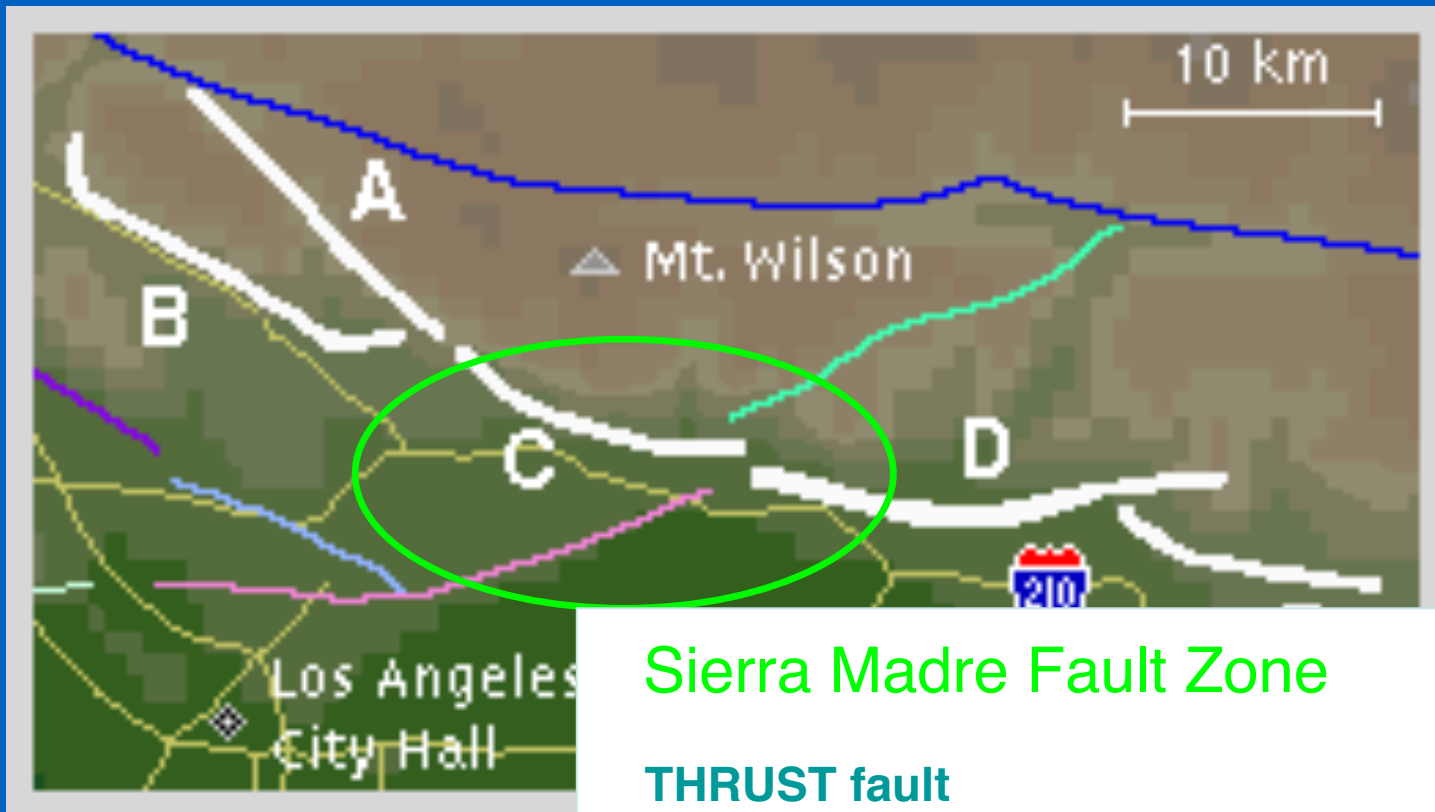 10 km
A
Mt. Wilson
B
C
D
210
Los Angeles
City Hall
Sierra Madre Fault Zone
THRUST fault